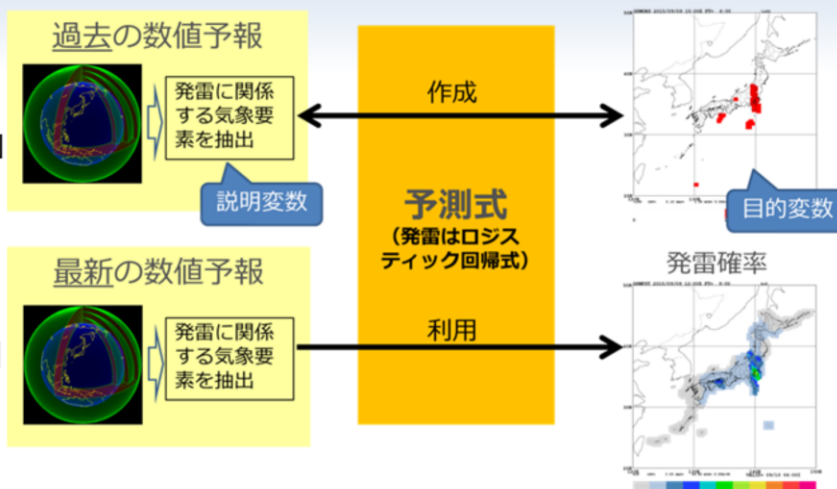 過去の数値予報
発雷に関係
する気象要
素を抽出
説明変数
作成
目的変数
予測式
(発雷はロジス
ティック回帰式)
最新の数値予報
発雷に関係
する気象要
素を抽出
利用
発雷確率